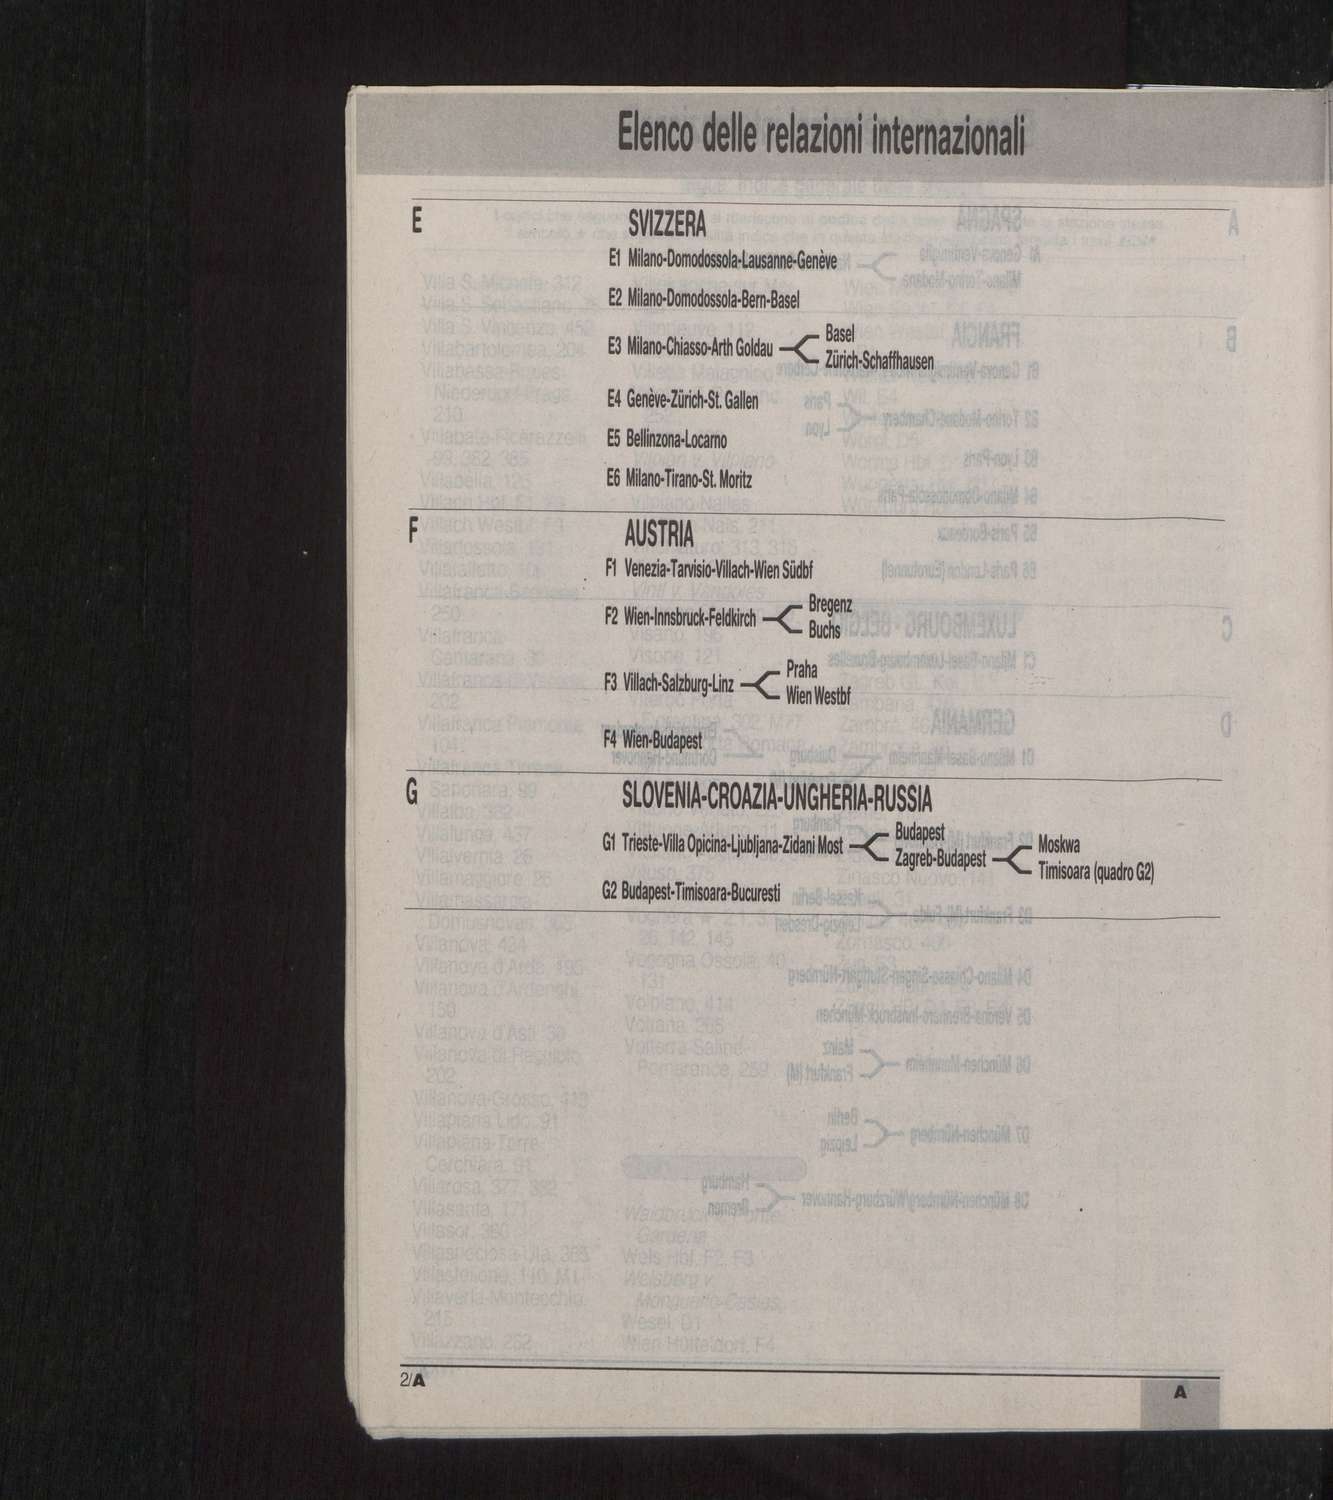 Elenco delle relazioni internazionali
E SVIZZERA
E1 Milano-Domodossola-Lausanne-Genève
E2 Milano-Domodossola-Bern-Basel
E3 Milano-Chiasso-Arth Goldau
Basel
Zürich-Schaffhausen
E4 Genève-Zürich-St. Gallen
E5 Bellinzona-Locarno
E6 Milano-Tirano-St. Moritz
F AUSTRIA
F1 Venezia-Tarvisio-Villach-Wien Südbf
F2 Wien-Innsbruck-Feldkirch
Bregenz
Buchs
F3 Villach-Salzburg-Linz
Praha
Wien Westbf
F4 Wien-Budapest
G SLOVENIA-CROAZIA-UNGHERIA-RUSSIA
G1 Trieste-Villa Opicina-Ljubljana-Zidani Most
Budapest
Zagreb-Budapest
Moskwa
Timisoara (quadro G2)
G2 Budapest-Timisoara-Bucuresti
2/A
A